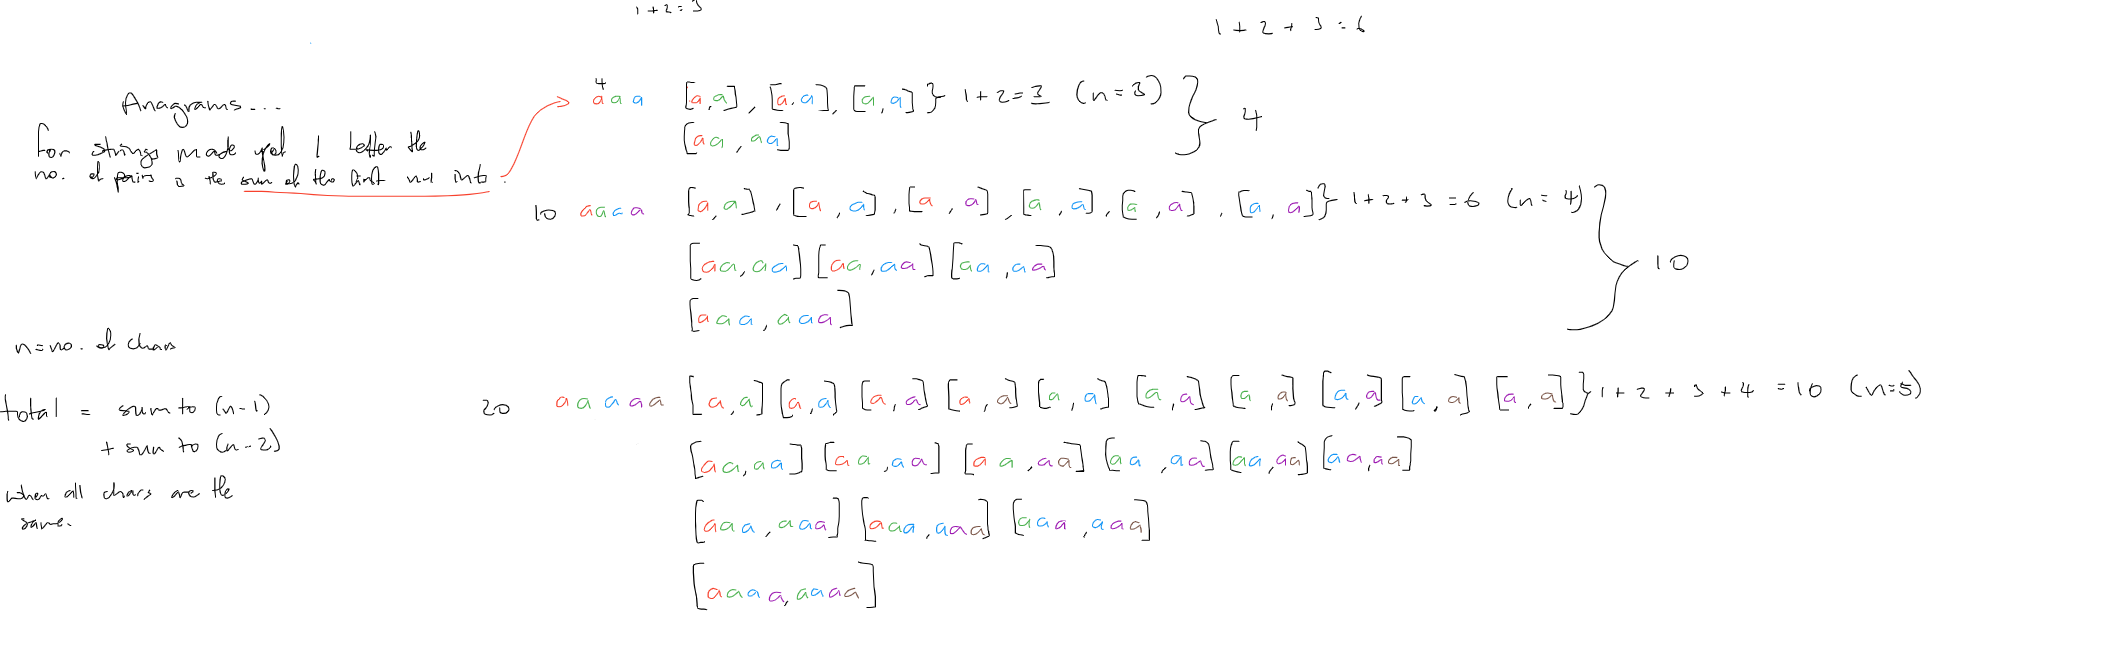 1 + 2 = 3
1 + 2 + 3 = 6
Anagrams...
For strings made of 1 letter the
no. of pairs is the sum of the first n-1 ints.
4
a a a [a,a], [a,a], [a,a] } 1+2=3 (n=3) } 4
[aa, aa]
10 aaaa [a,a], [a,a], [a,a], [a,a], [a,a], [a,a] } 1+2+3=6 (n=4) } 10
[aa,aa] [aa,aa] [aa,aa]
[aaa, aaa]
n=no. of chars
total = sum to (n-1)
+ sum to (n-2)
when all chars are the
same.
20 aaaaa [a,a] [a,a] [a,a] [a,a] [a,a] [a,a] [a,a] [a,a] [a,a] [a,a] } 1+2+3+4=10 (n=5)
[aa,aa] [aa,aa] [aa,aa] [aa,aa] [aa,aa] [aa,aa]
[aaa,aaa] [aaa,aaa] [aaa,aaa]
[aaaa,aaaa]